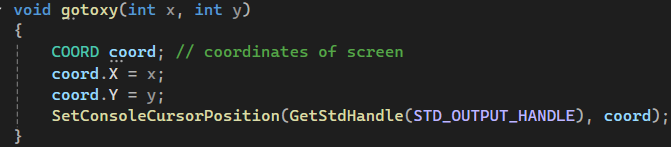 void gotoxy(int x, int y)
{
    COORD coord; // coordinates of screen
    coord.X = x;
    coord.Y = y;
    SetConsoleCursorPosition(GetStdHandle(STD_OUTPUT_HANDLE), coord);
}